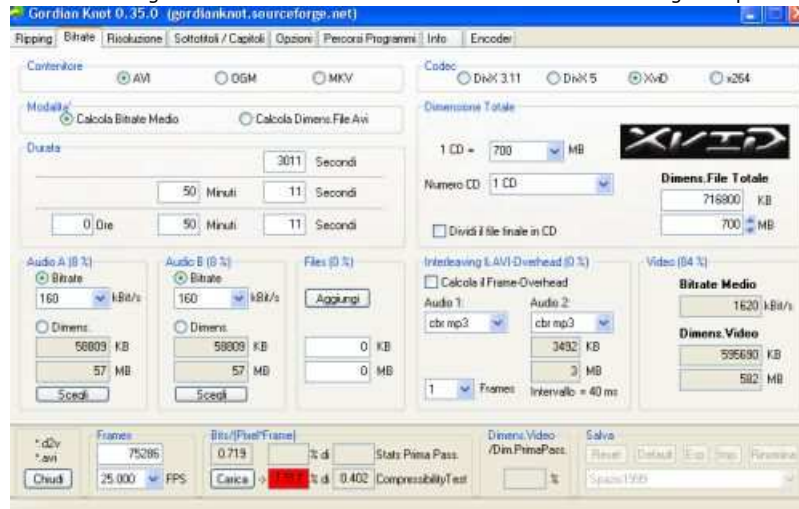 Gordian Knot 0.35.0 (gordianknot.sourceforge.net)
Ripping Bitrate Risoluzione Sottotitoli / Capitoli Opzioni Percorsi Programmi Info Encoder
Contenitore
AVI OGM MKV
Codec
DivX 3.11 DivX 5 XviD x264
Modalita'
Calcola Bitrate Medio Calcola Dimens.File Avi
Durata
3011 Secondi
50 Minuti 11 Secondi
0 Ore 50 Minuti 11 Secondi
Dimensione Totale
1 CD = 700 MB
XVID
Numero CD 1 CD
Dimens.File Totale
716800 KB
700 MB
Dividi il file finale in CD
Audio A (8 %)
Bitrate
160 kBit/s
Dimens.
58809 KB
57 MB
Scegli
Audio B (8 %)
Bitrate
160 kBit/s
Dimens.
58809 KB
57 MB
Scegli
Files (0 %)
Aggiungi
0 KB
0 MB
Interleaving & AVI-Overhead (0 %)
Calcola il Frame-Overhead
Audio 1: Audio 2:
cbr mp3 cbr mp3
3492 KB
3 MB
1 Frames Intervallo = 40 ms
Video (84 %)
Bitrate Medio
1620 kBit/s
Dimens.Video
595690 KB
582 MB
*.d2v
*.avi
Chiudi
Frames
75286
25.000 FPS
Bits/(Pixel*Frame)
0.719 % di Stats Prima Pass.
Carica -> % di 0.402 CompressibilityTest
Dimens.Video
/Dim.PrimaPass.
%
Salva
Reset Default Esp Imp Rinomina
Spazio1999